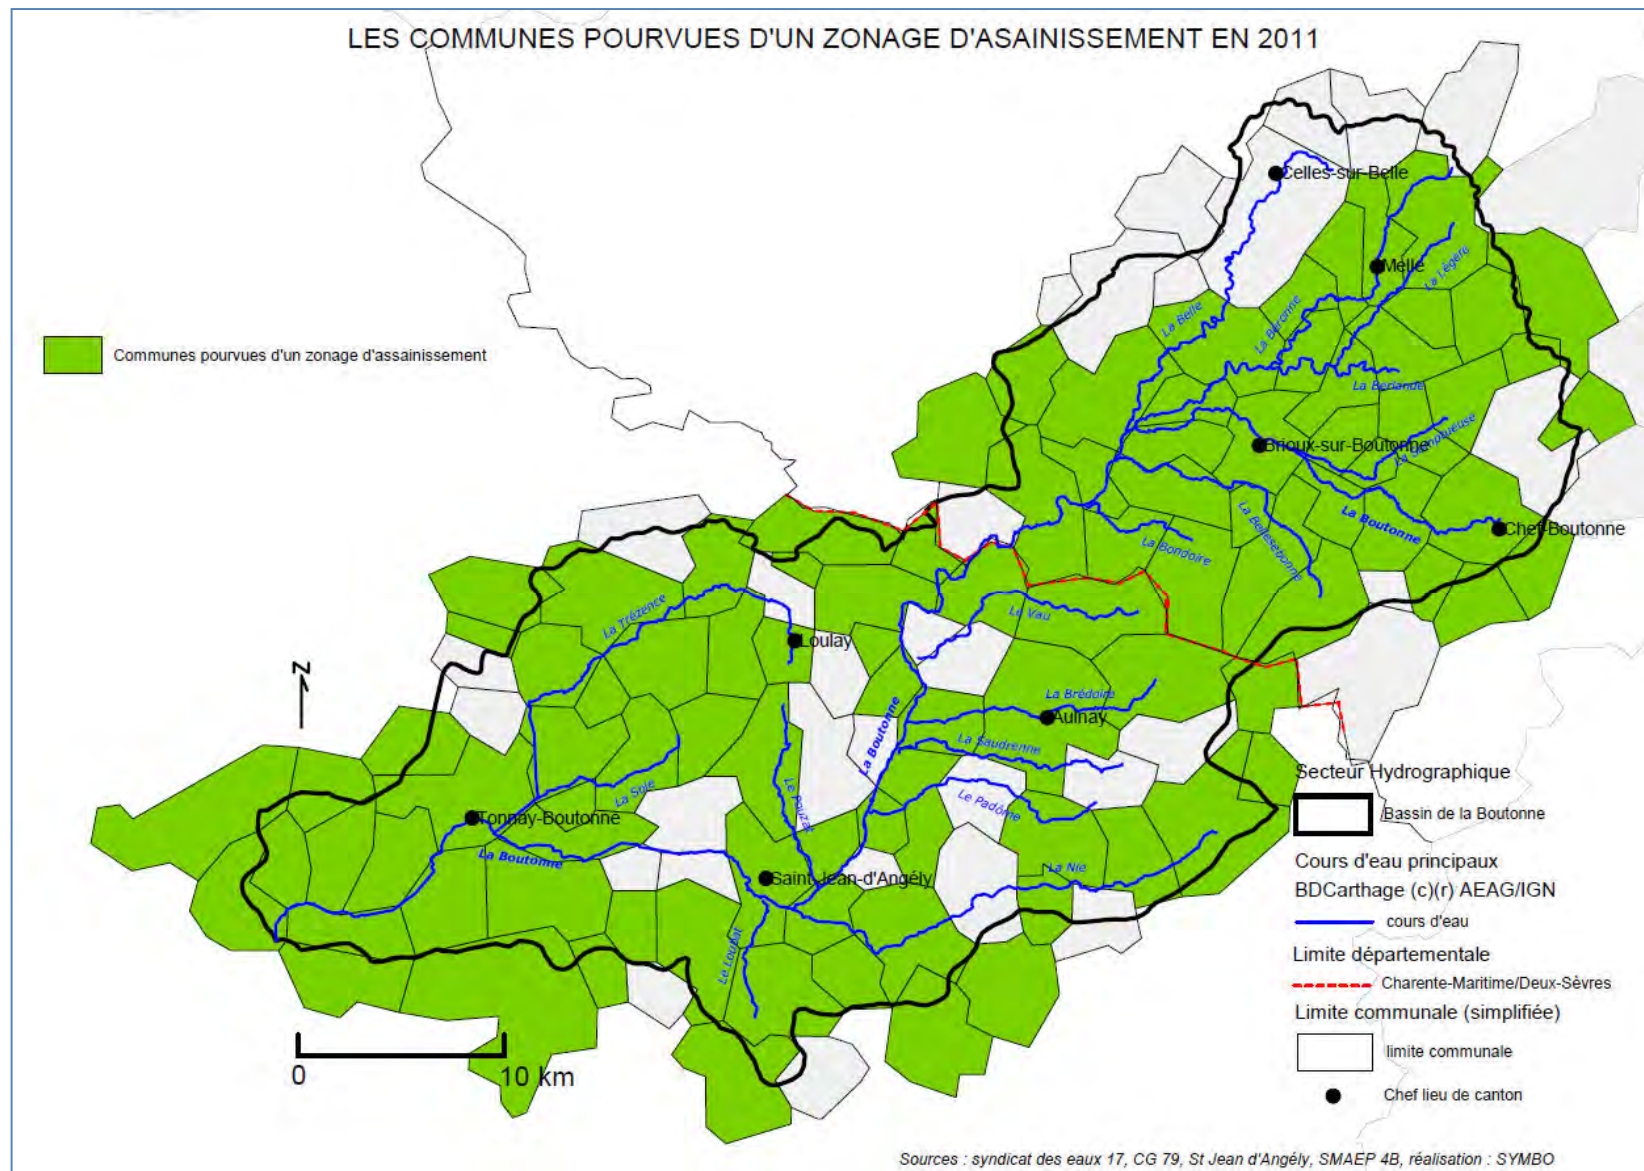 LES COMMUNES POURVUES D'UN ZONAGE D'ASAINISSEMENT EN 2011
Celles-sur-Belle
Melle
La Légère
La Belle
La Béronne
Communes pourvues d'un zonage d'assainissement
La Berlande
Brioux-sur-Boutonne
La Somptueuse
La Boutonne
La Bellesebonne
Chef-Boutonne
La Bondoire
La Trézence
Le Vau
Loulay
N
La Brédoire
Aulnay
La Boutonne
La Saudrenne
La Soie
Le Pouzat
Le Padôme
Tonnay-Boutonne
La Boutonne
Saint-Jean-d'Angély
La Nie
Le Loubat
Secteur Hydrographique
Bassin de la Boutonne
Cours d'eau principaux
BDCarthage (c)(r) AEAG/IGN
cours d'eau
Limite départementale
Charente-Maritime/Deux-Sèvres
Limite communale (simplifiée)
limite communale
Chef lieu de canton
0 10 km
Sources : syndicat des eaux 17, CG 79, St Jean d'Angély, SMAEP 4B, réalisation : SYMBO